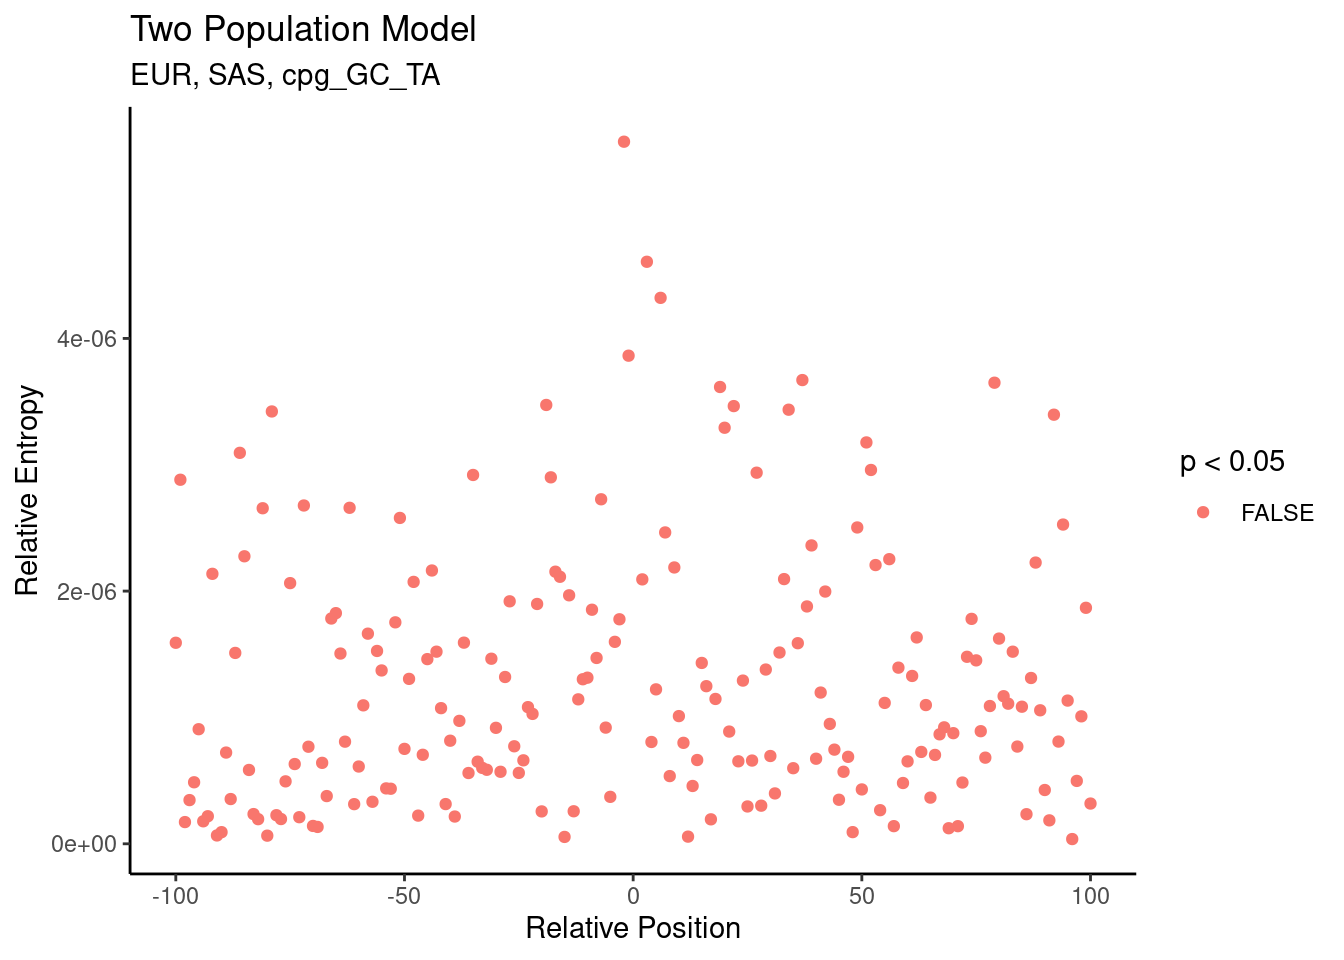 Two Population Model
EUR, SAS, cpg_GC_TA
Relative Entropy
4e-06
2e-06
0e+00
-100
-50
0
50
100
Relative Position
p < 0.05
FALSE